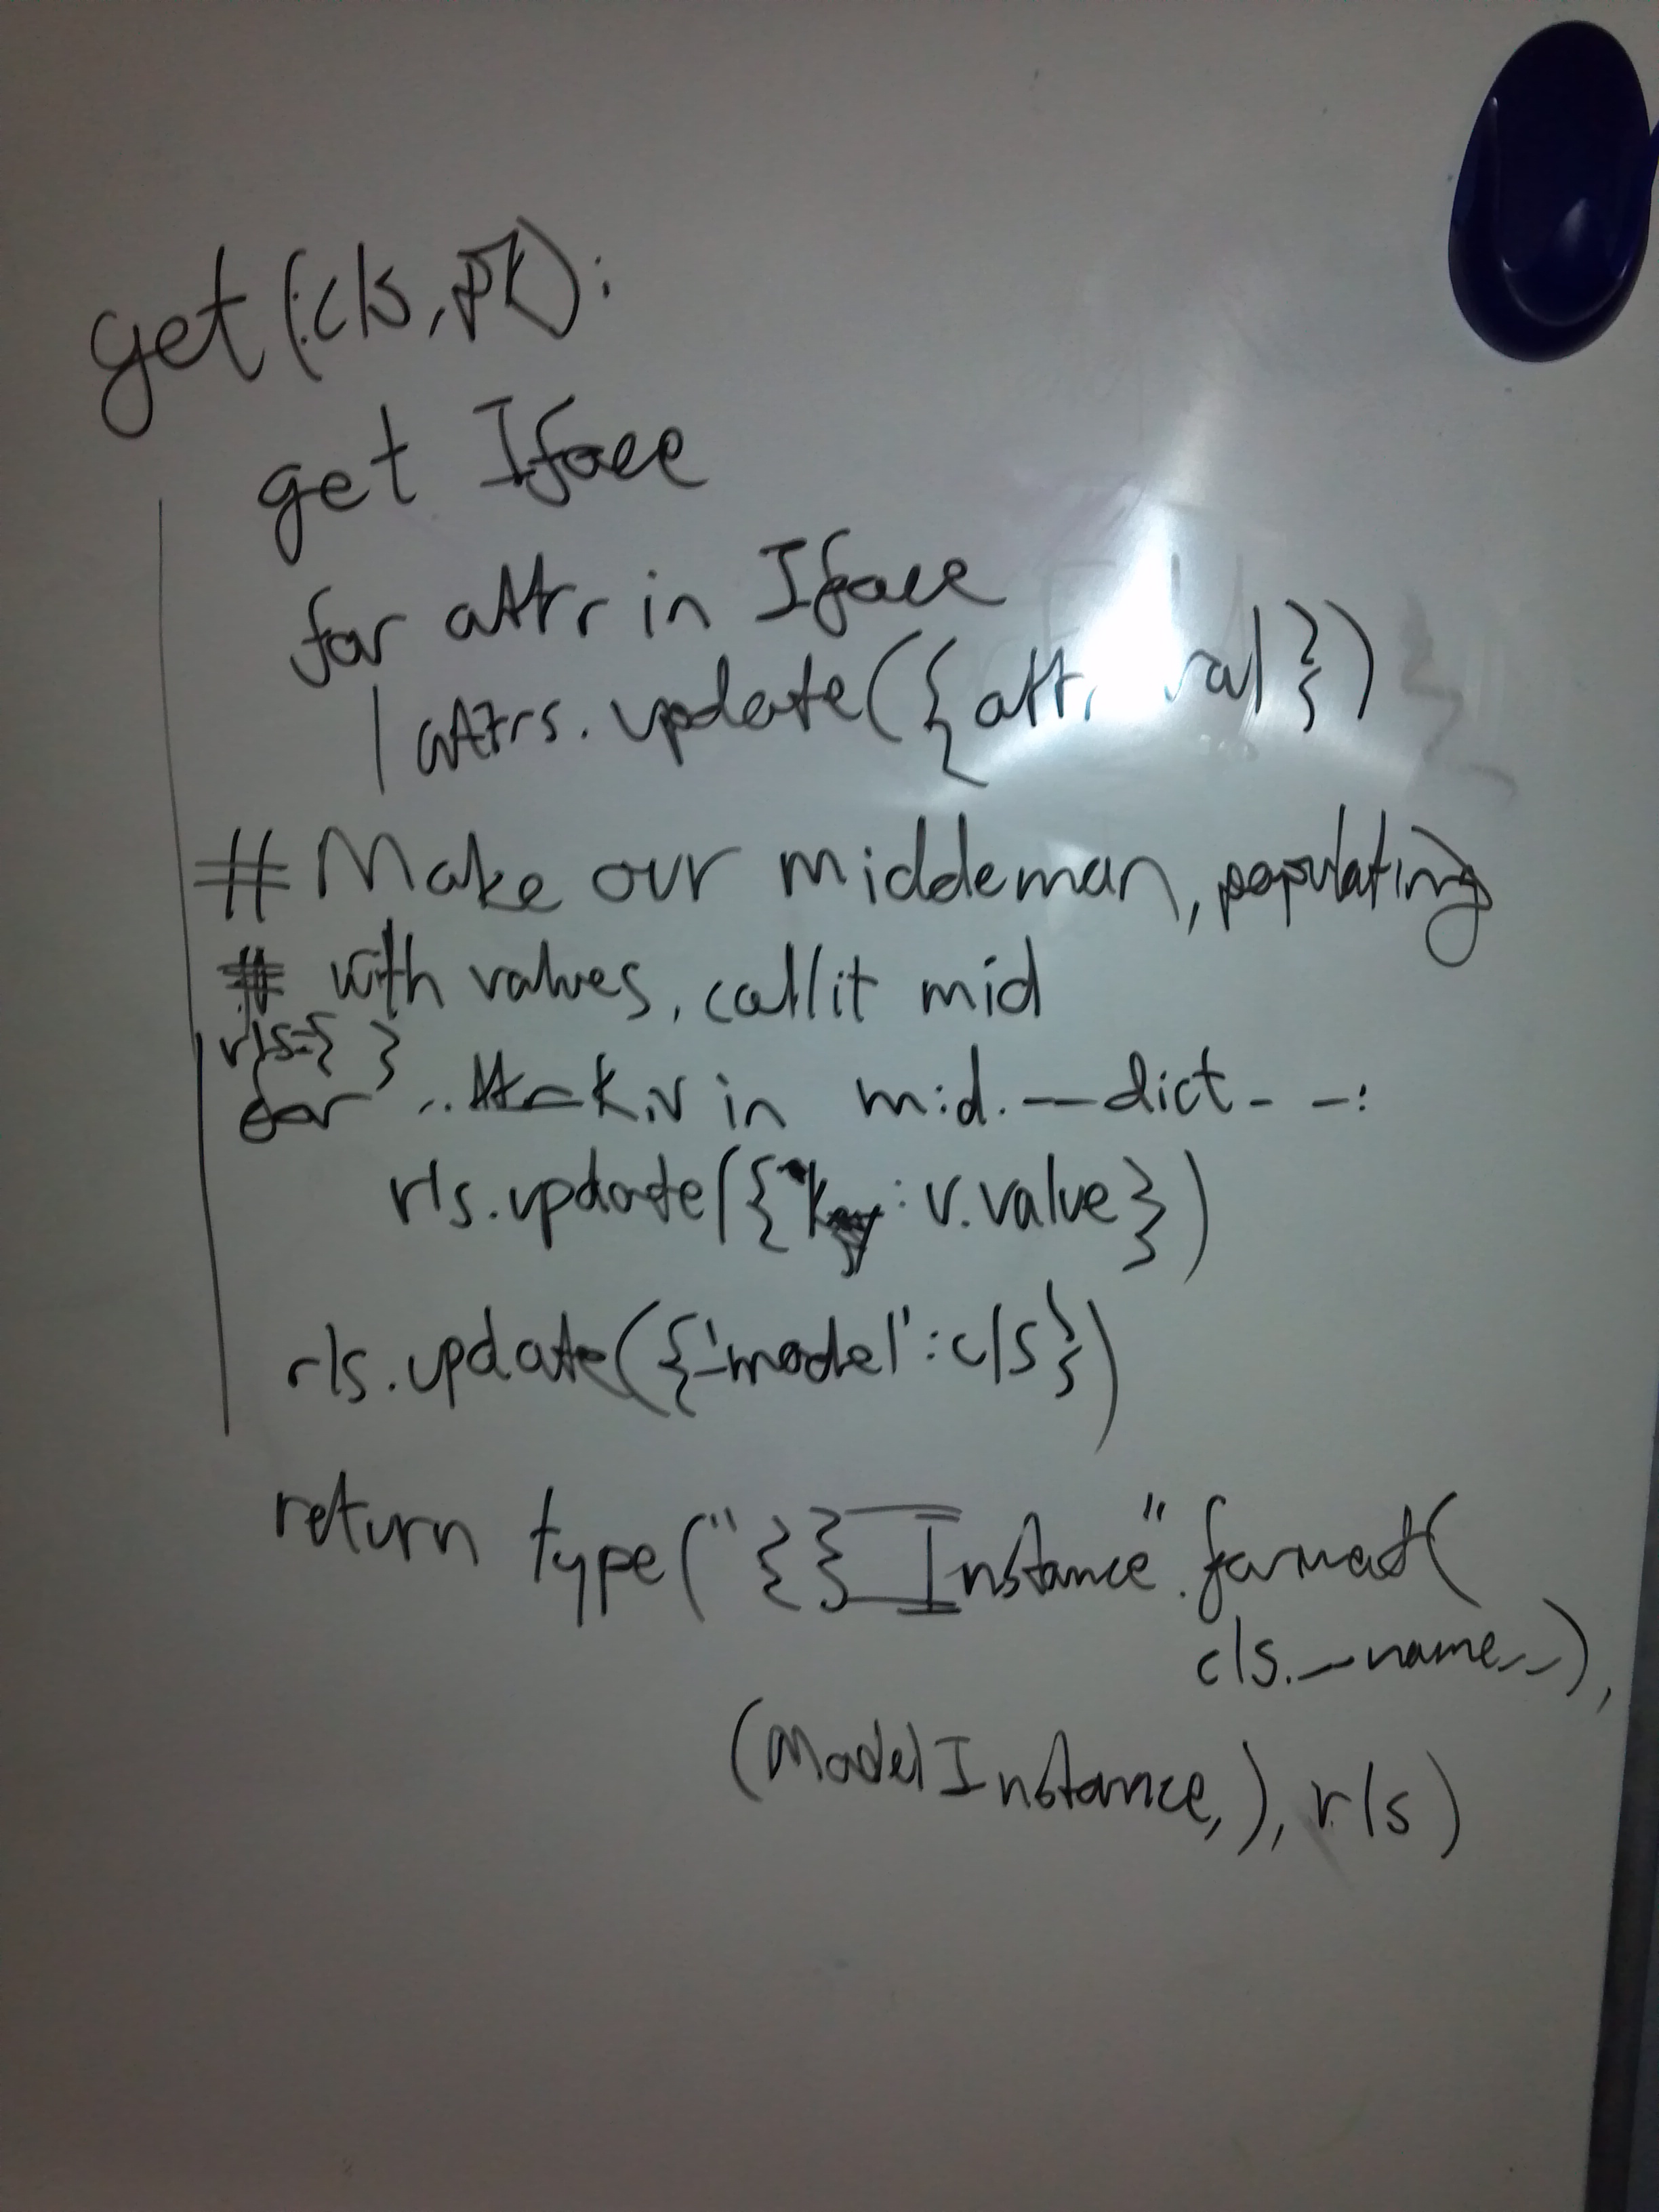 get(cls, pk):
get Iface
for attr in Iface
attrs.update({attr val})
# Make our middeman, populating
# with values, call it mid
rls={ }
for k,v in mid.__dict__:
rls.update({k: v.value})
rls.update({'model':cls})
return type("{}_Instance".format(
cls.__name__),
(ModelInstance,), rls)